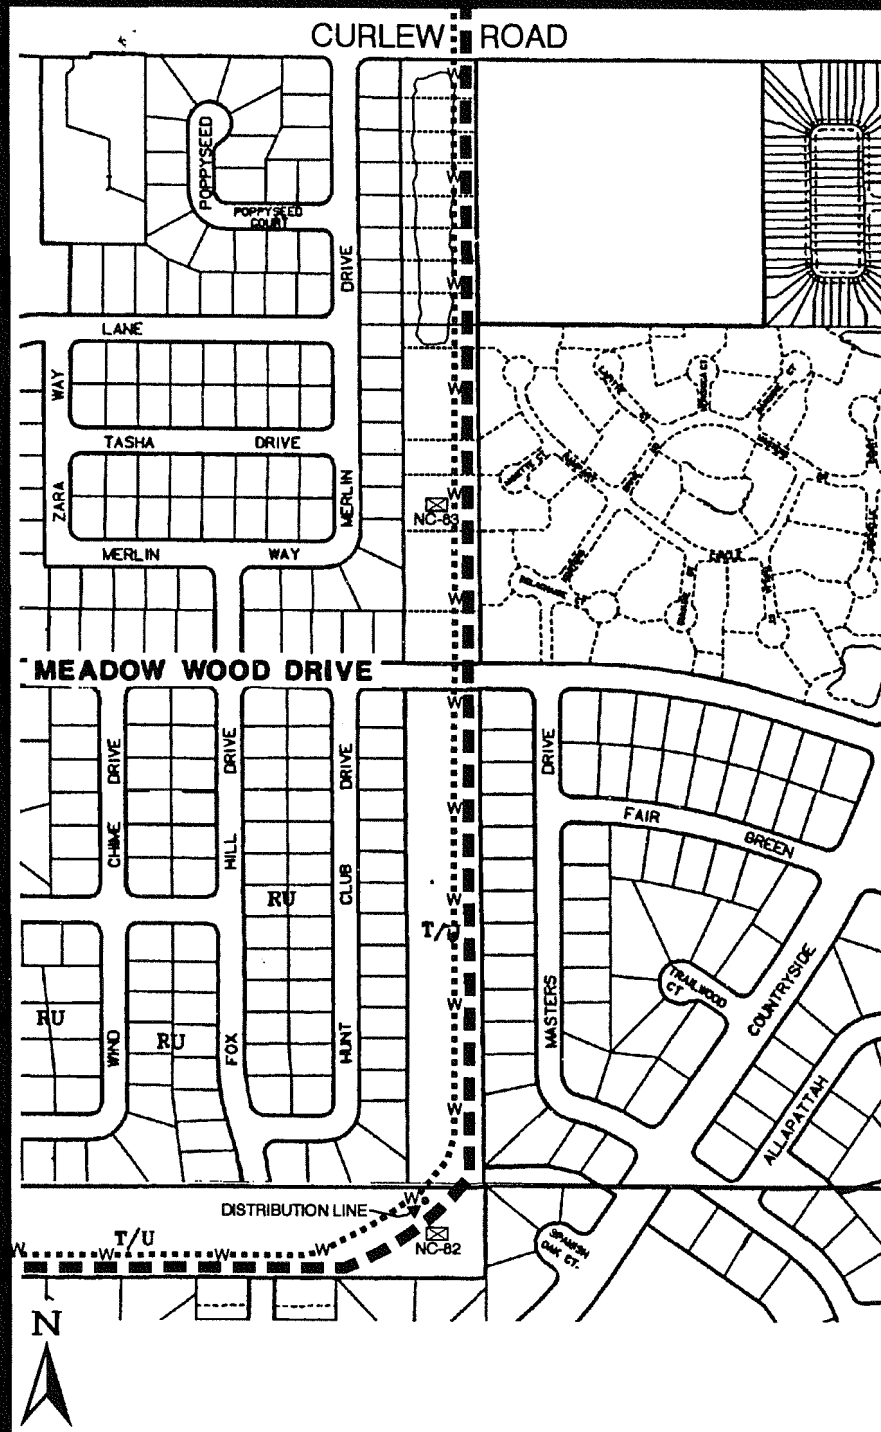 CURLEW ROAD
POPPYSEED
POPPYSEED
COURT
DRIVE
LANE
WAY
TASHA DRIVE
ZARA
MERLIN
NC-83
MERLIN WAY
CIRCLE
MEADOW WOOD DRIVE
DRIVE
DRIVE
DRIVE
DRIVE
CHIME
HILL
CLUB
FAIR
GREEN
RU
T/U
MASTERS
TRAILWOOD
CT
COUNTRYSIDE
RU
RU
WIND
FOX
HUNT
ALLAPATTAH
W
W
W
W
W
W
W
W
W
W
W
W
DISTRIBUTION LINE
T/U
W
W
W
W
NC-82
SPANISH
OAK CT.
N